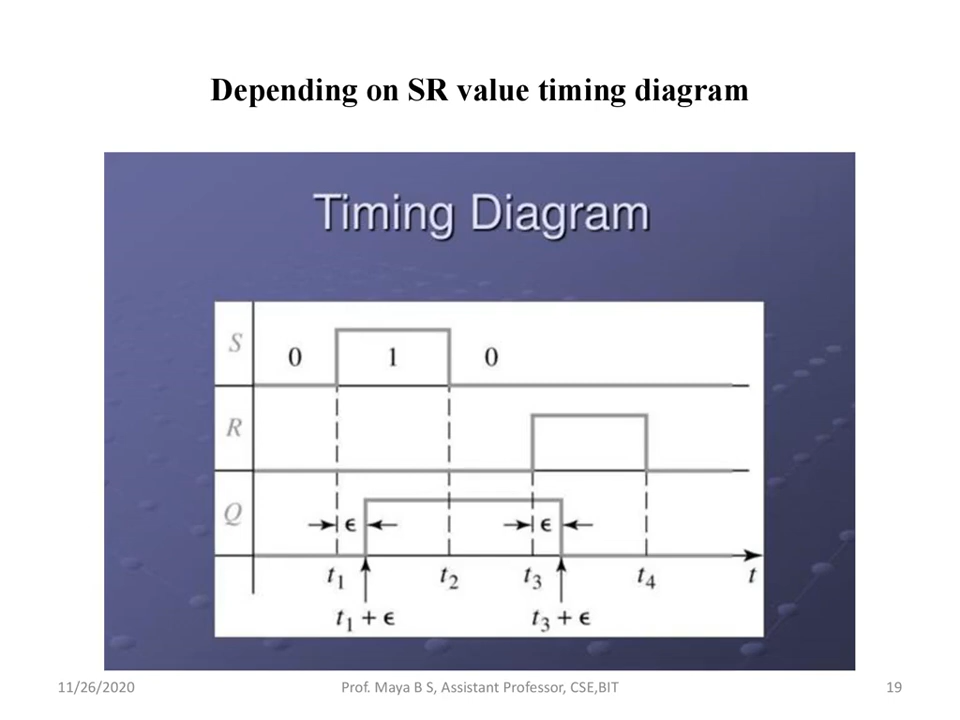 Depending on SR value timing diagram
Timing Diagram
S
0 1 0
R
Q
ϵ ϵ
t1 t2 t3 t4 t
t1 + ϵ t3 + ϵ
11/26/2020 Prof. Maya B S, Assistant Professor, CSE,BIT 19